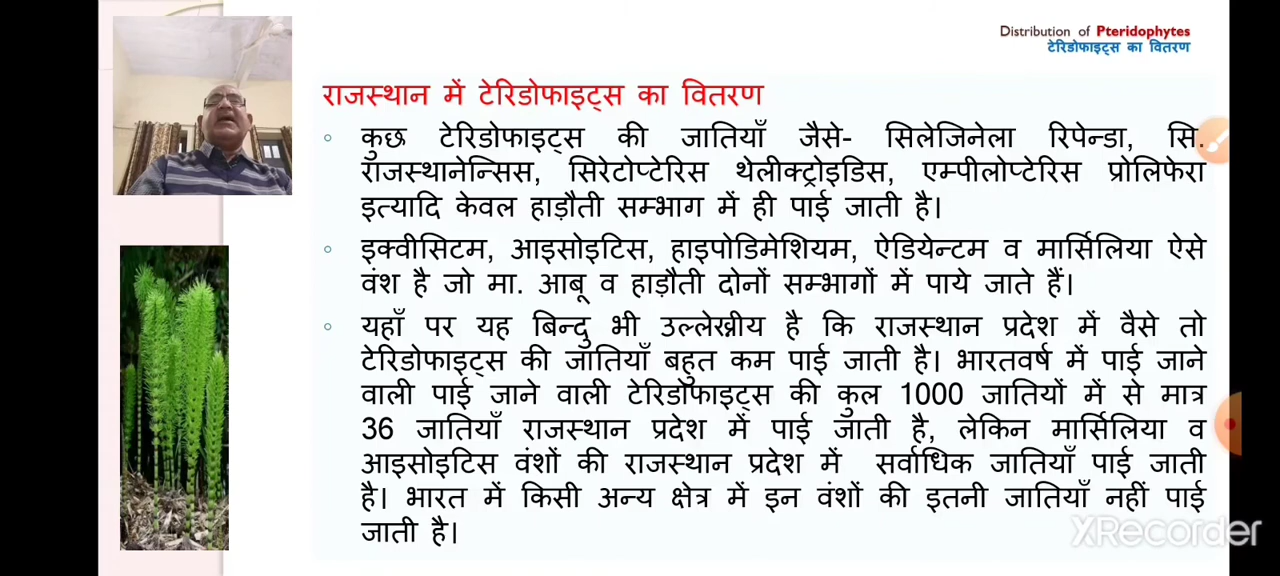 Distribution of Pteridophytes
टेरिडोफाइट्स का वितरण
राजस्थान में टेरिडोफाइट्स का वितरण
कुछ टेरिडोफाइट्स की जातियाँ जैसे- सिलेजिनेला रिपेन्डा, सि.
राजस्थानेन्सिस, सिरेटोप्टेरिस थेलीक्ट्रोइडिस, एम्पीलोप्टेरिस प्रोलिफेरा
इत्यादि केवल हाड़ौती सम्भाग में ही पाई जाती है।
इक्वीसिटम, आइसोइटिस, हाइपोडिमेशियम, ऐडियेन्टम व मार्सिलिया ऐसे
वंश है जो मा. आबू व हाड़ौती दोनों सम्भागों में पाये जाते हैं।
यहाँ पर यह बिन्दु भी उल्लेख्नीय है कि राजस्थान प्रदेश में वैसे तो
टेरिडोफाइट्स की जातियाँ बहुत कम पाई जाती है। भारतवर्ष में पाई जाने
वाली पाई जाने वाली टेरिडोफाइट्स की कुल 1000 जातियों में से मात्र
36 जातियाँ राजस्थान प्रदेश में पाई जाती है, लेकिन मार्सिलिया व
आइसोइटिस वंशों की राजस्थान प्रदेश में सर्वाधिक जातियाँ पाई जाती
है। भारत में किसी अन्य क्षेत्र में इन वंशों की इतनी जातियाँ नहीं पाई
जाती है।
XRecorder